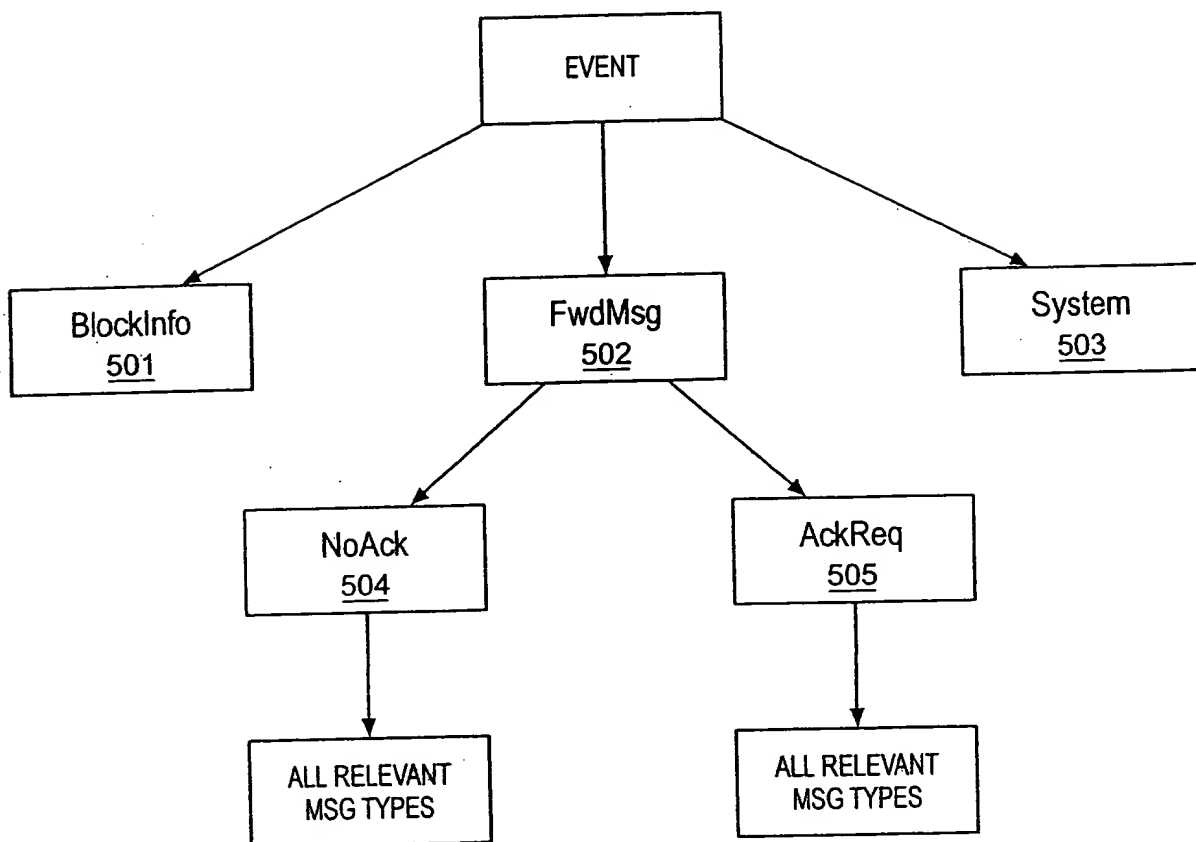 EVENT
BlockInfo
501
FwdMsg
502
System
503
NoAck
504
AckReq
505
ALL RELEVANT
MSG TYPES
ALL RELEVANT
MSG TYPES